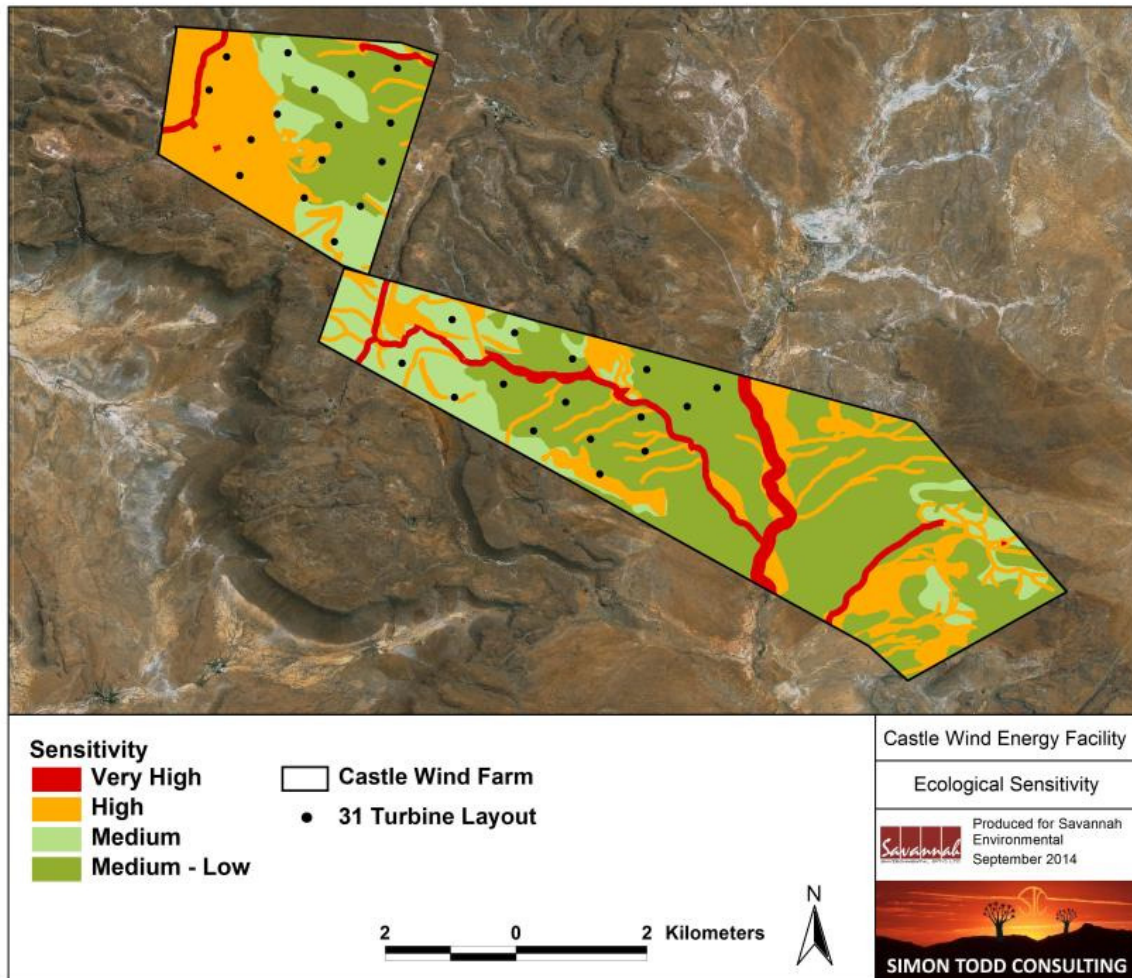 Sensitivity
Very High
High
Medium
Medium - Low
Castle Wind Farm
31 Turbine Layout
2 0 2 Kilometers
N
Castle Wind Energy Facility
Ecological Sensitivity
Savannah
Produced for Savannah
Environmental
September 2014
SIMON TODD CONSULTING